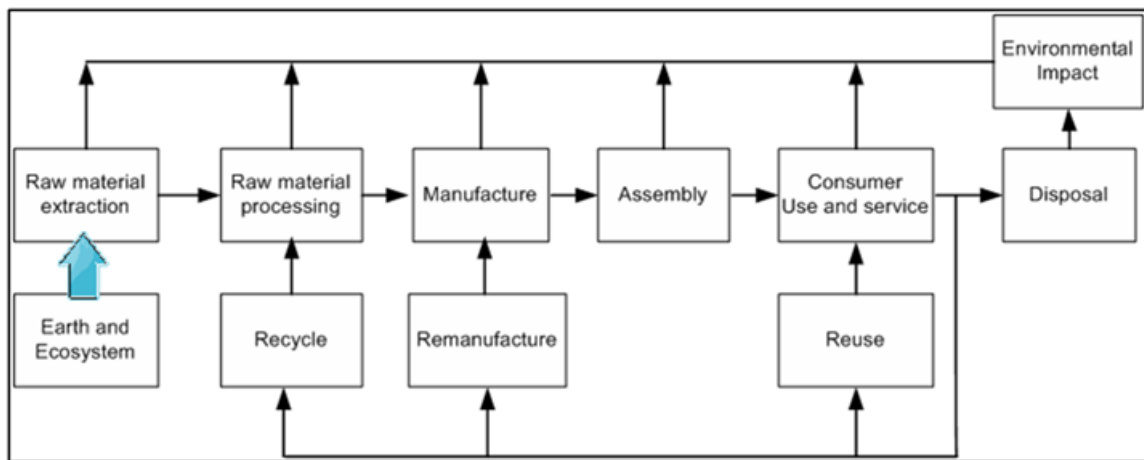 Environmental
Impact
Raw material
extraction
Raw material
processing
Manufacture
Assembly
Consumer
Use and service
Disposal
Earth and
Ecosystem
Recycle
Remanufacture
Reuse